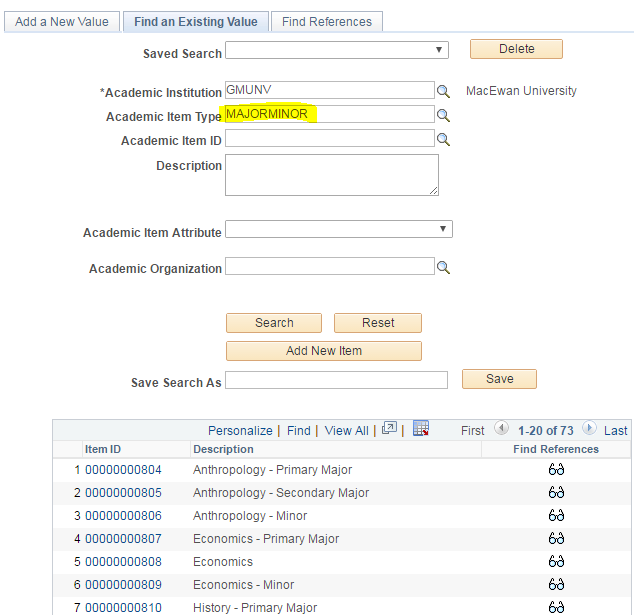 Add a New Value Find an Existing Value Find References
Saved Search Delete
*Academic Institution GMUNV MacEwan University
Academic Item Type MAJORMINOR
Academic Item ID
Description
Academic Item Attribute
Academic Organization
Search Reset
Add New Item
Save Search As Save
Personalize | Find | View All | | First 1-20 of 73 Last
Item ID Description Find References
1 00000000804 Anthropology - Primary Major
2 00000000805 Anthropology - Secondary Major
3 00000000806 Anthropology - Minor
4 00000000807 Economics - Primary Major
5 00000000808 Economics
6 00000000809 Economics - Minor
7 00000000810 History - Primary Major